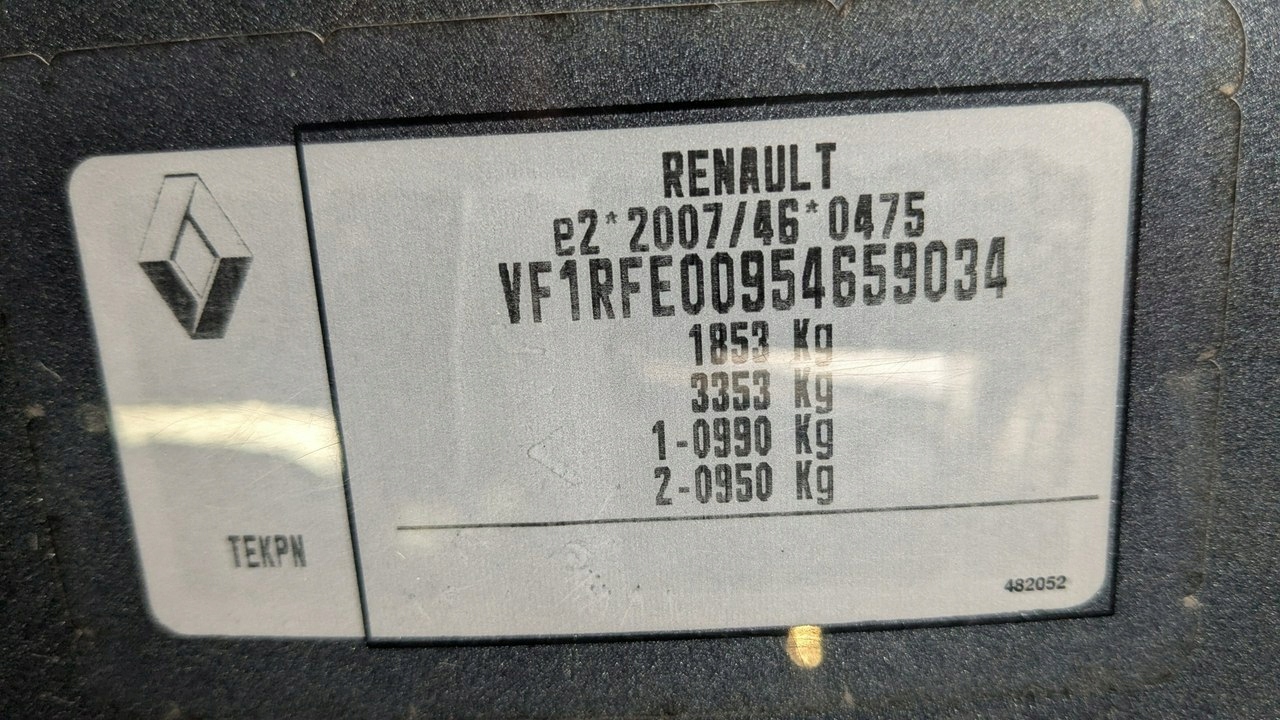 RENAULT
e2*2007/46*0475
VF1RFE00954659034
1853 Kg
3353 Kg
1-0990 Kg
2-0950 Kg
TEKPN
482052